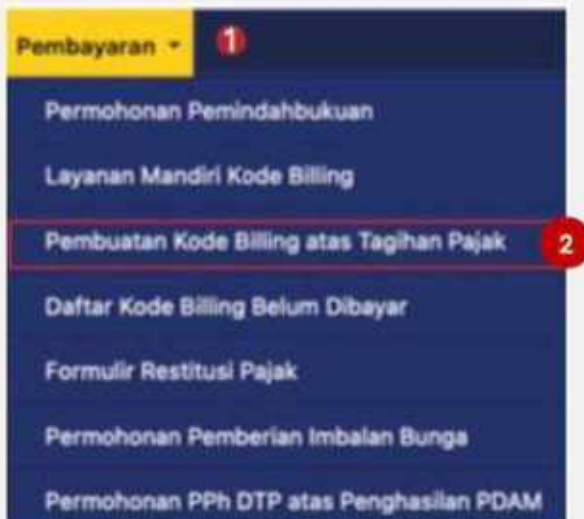 Pembayaran 1
Permohonan Pemindahbukuan
Layanan Mandiri Kode Billing
Pembuatan Kode Billing atas Tagihan Pajak 2
Daftar Kode Billing Belum Dibayar
Formulir Restitusi Pajak
Permohonan Pemberian Imbalan Bunga
Permohonan PPh DTP atas Penghasilan PDAM